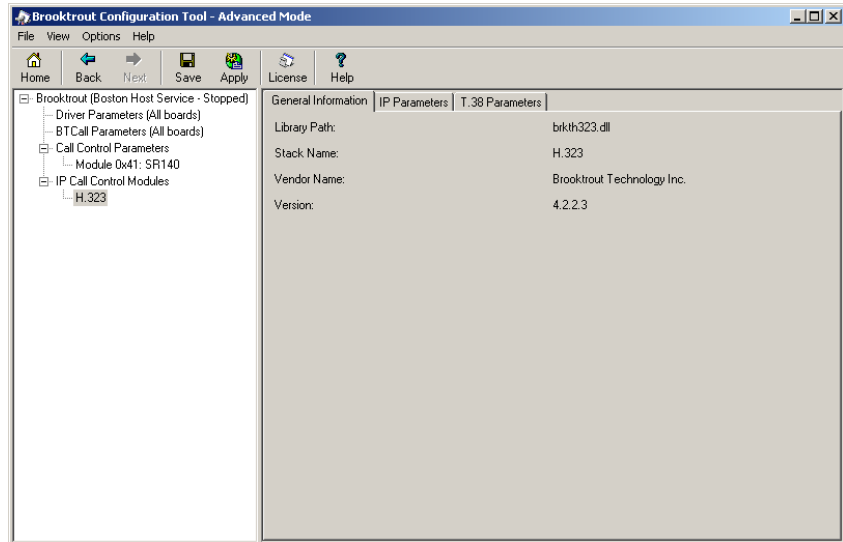 Brooktrout Configuration Tool - Advanced Mode
File View Options Help
Home Back Next Save Apply License Help
Brooktrout (Boston Host Service - Stopped)
Driver Parameters (All boards)
BTCall Parameters (All boards)
Call Control Parameters
Module 0x41: SR140
IP Call Control Modules
H.323
General Information IP Parameters T.38 Parameters
Library Path: brkth323.dll
Stack Name: H.323
Vendor Name: Brooktrout Technology Inc.
Version: 4.2.2.3